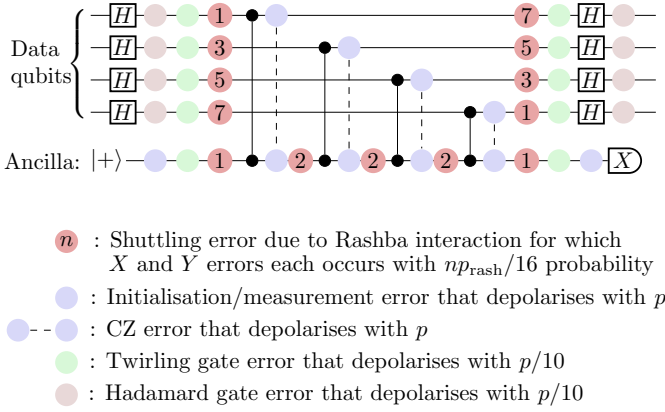 H 1 7 H
Data qubits H 3 5 H
H 5 3 H
H 7 1 H
Ancilla: |+⟩ 1 2 2 2 1 X
n : Shuttling error due to Rashba interaction for which
X and Y errors each occurs with np_rash/16 probability
: Initialisation/measurement error that depolarises with p
: CZ error that depolarises with p
: Twirling gate error that depolarises with p/10
: Hadamard gate error that depolarises with p/10